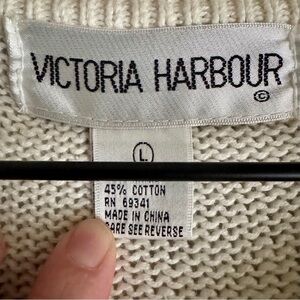 VICTORIA HARBOUR
©
L
45% COTTON
RN 69341
MADE IN CHINA
CARE SEE REVERSE